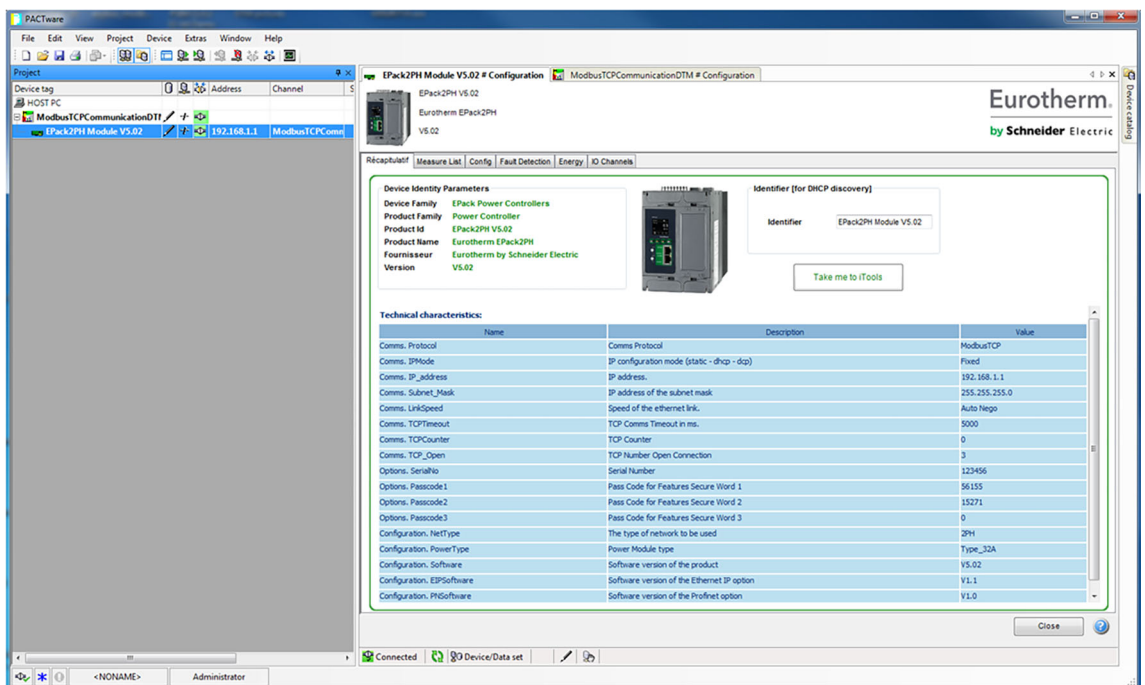 PACTware
File Edit View Project Device Extras Window Help
Project
Device tag Address Channel S
HOST PC
ModbusTCPCommunicationDTM
EPack2PH Module V5.02 192.168.1.1 ModbusTCPComm
EPack2PH Module V5.02 # Configuration ModbusTCPCommunicationDTM # Configuration
Device catalog
EPack2PH V5.02
Eurotherm EPack2PH
V5.02
Eurotherm.
by Schneider Electric
Récapitulatif Measure List Config Fault Detection Energy IO Channels
Device Identity Parameters
Device Family EPack Power Controllers
Product Family Power Controller
Product Id EPack2PH V5.02
Product Name Eurotherm EPack2PH
Fournisseur Eurotherm by Schneider Electric
Version V5.02
Identifier [for DHCP discovery]
Identifier EPack2PH Module V5.02
Take me to iTools
Technical characteristics:
Name Description Value
Comms. Protocol Comms Protocol ModbusTCP
Comms. IPMode IP configuration mode (static - dhcp - dcp) Fixed
Comms. IP_address IP address. 192.168.1.1
Comms. Subnet_Mask IP address of the subnet mask 255.255.255.0
Comms. LinkSpeed Speed of the ethernet link. Auto Nego
Comms. TCPTimeout TCP Comms Timeout in ms. 5000
Comms. TCPCounter TCP Counter 0
Comms. TCP_Open TCP Number Open Connection 3
Options. SerialNo Serial Number 123456
Options. Passcode1 Pass Code for Features Secure Word 1 56155
Options. Passcode2 Pass Code for Features Secure Word 2 15271
Options. Passcode3 Pass Code for Features Secure Word 3 0
Configuration. NetType The type of network to be used 2PH
Configuration. PowerType Power Module type Type_32A
Configuration. Software Software version of the product V5.02
Configuration. EIPSoftware Software version of the Ethernet IP option V1.1
Configuration. PNSoftware Software version of the Profinet option V1.0
Close
Connected Device/Data set
<NONAME> Administrator